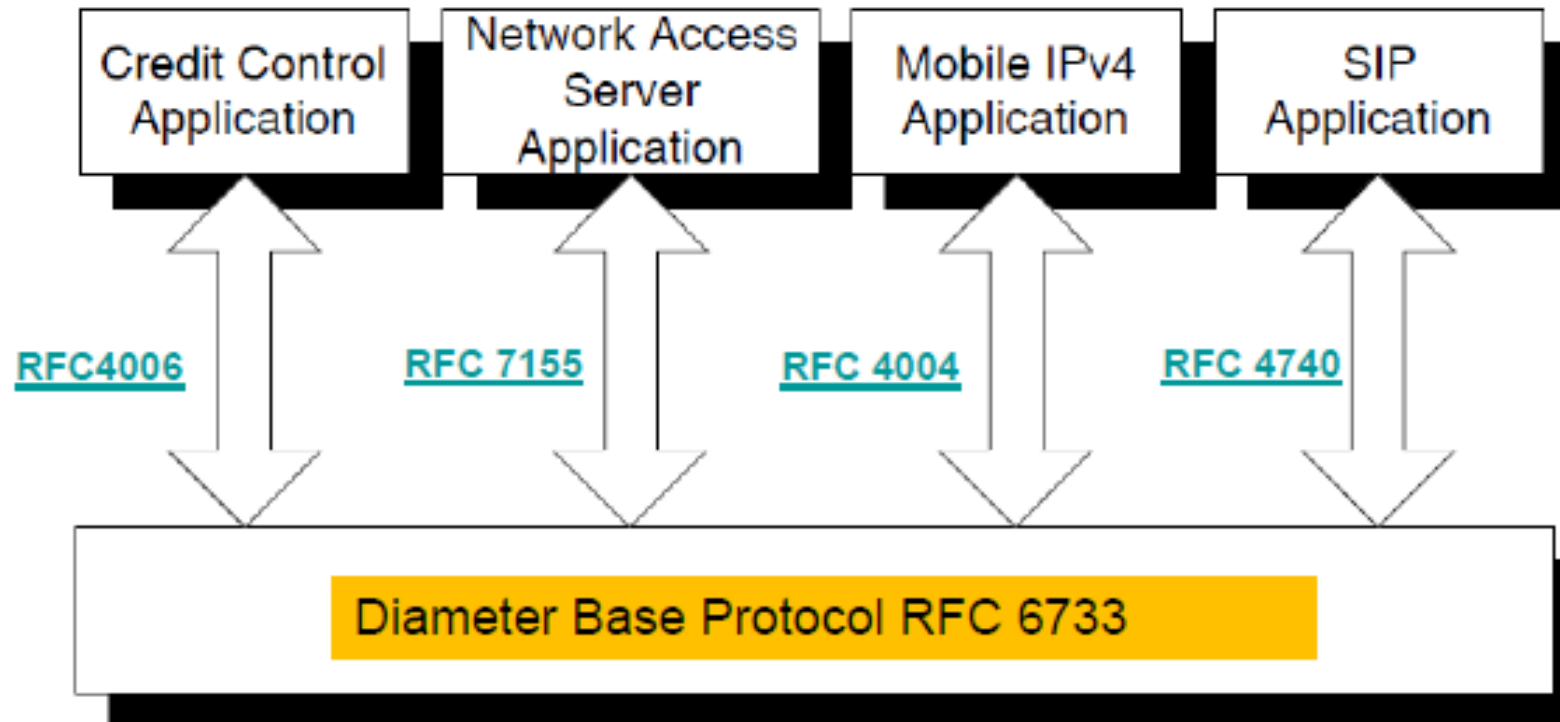 Credit Control
Application
Network Access
Server
Application
Mobile IPv4
Application
SIP
Application
RFC4006
RFC 7155
RFC 4004
RFC 4740
Diameter Base Protocol RFC 6733